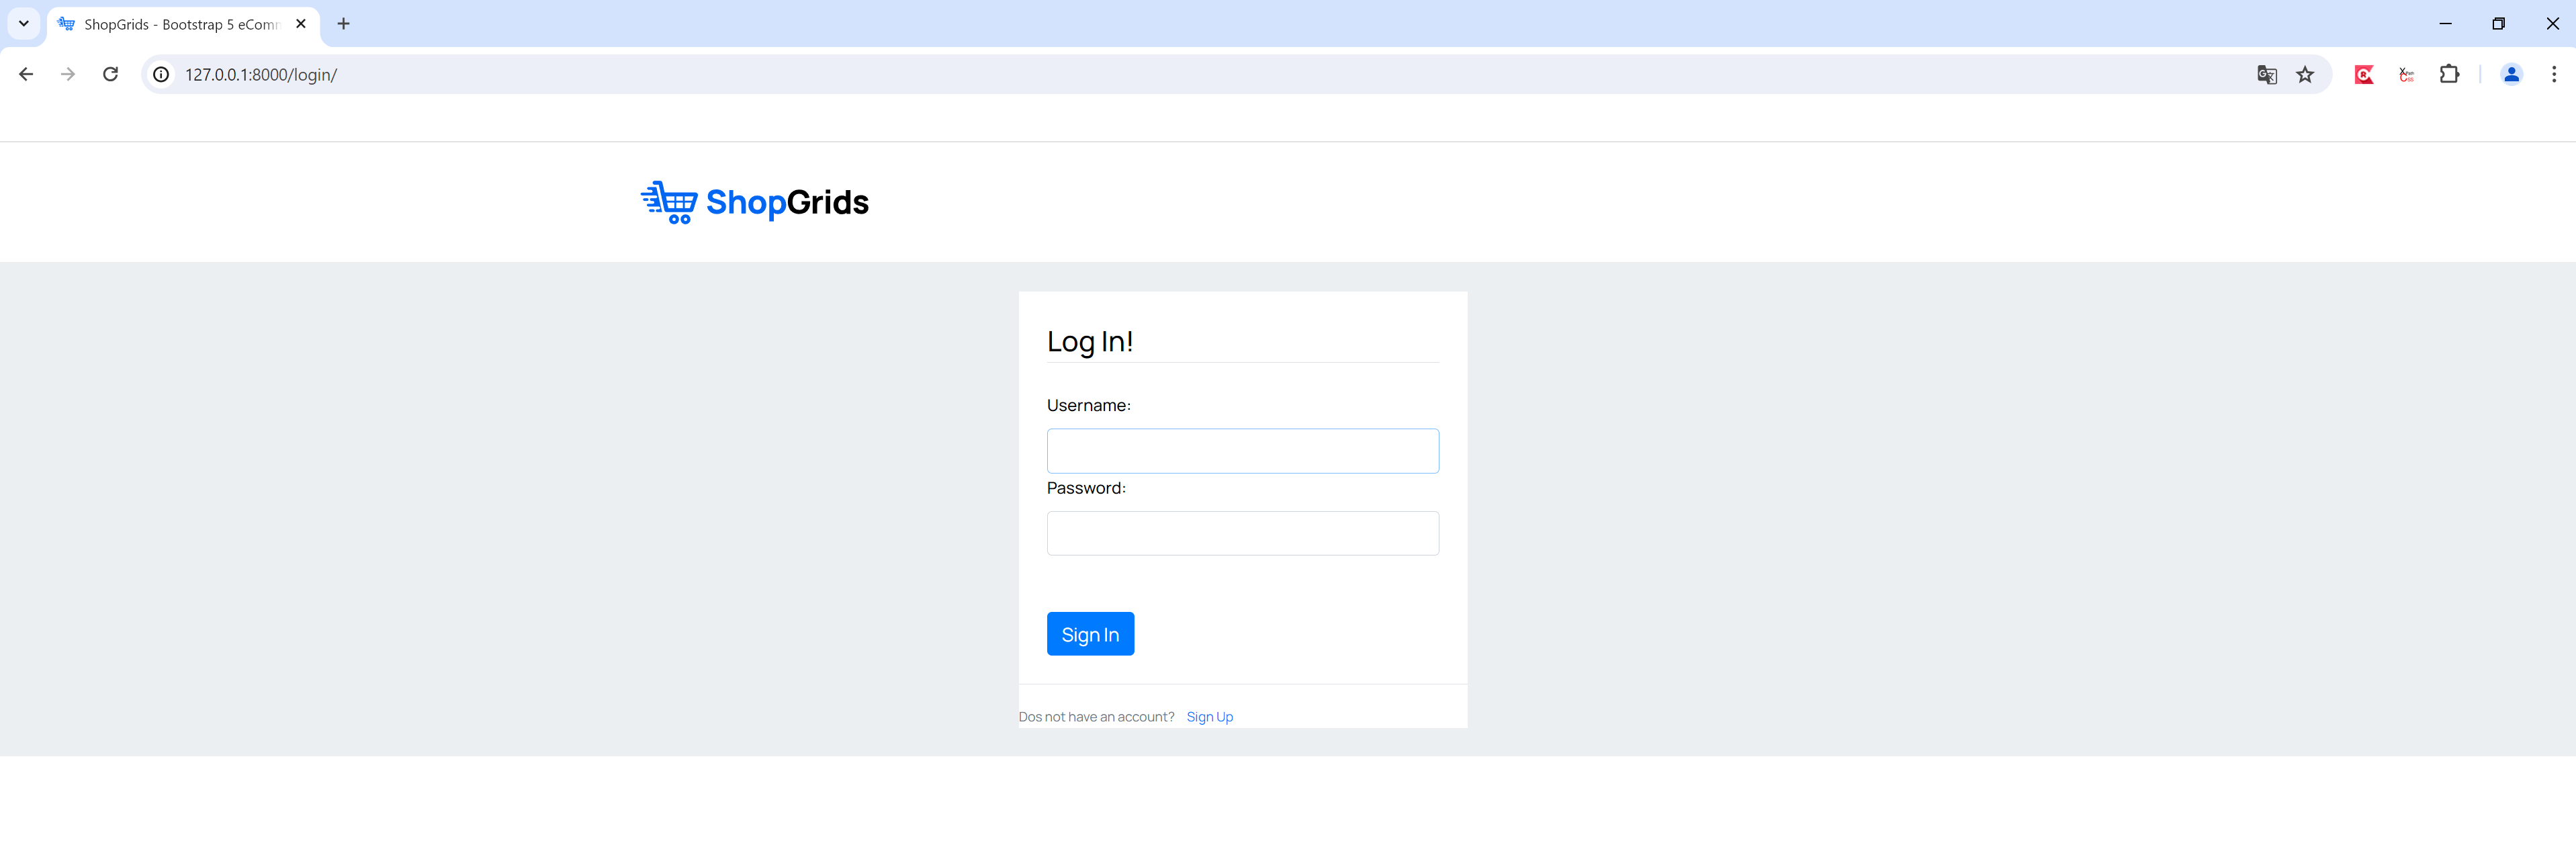 ShopGrids - Bootstrap 5 eComm
127.0.0.1:8000/login/
ShopGrids
Log In!
Username:
Password:
Sign In
Dos not have an account? Sign Up